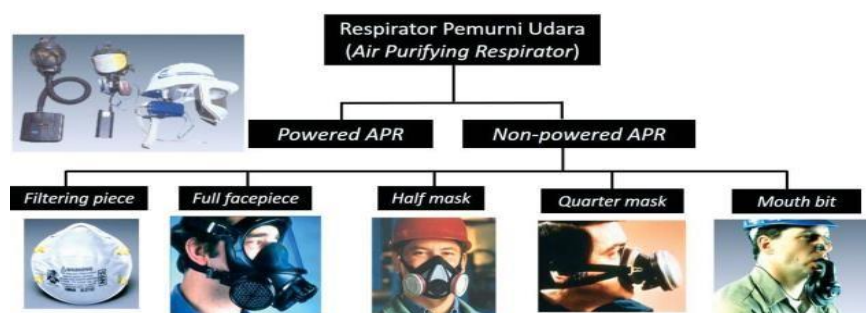 Respirator Pemurni Udara
(Air Purifying Respirator)
Powered APR
Non-powered APR
Filtering piece
Full facepiece
Half mask
Quarter mask
Mouth bit